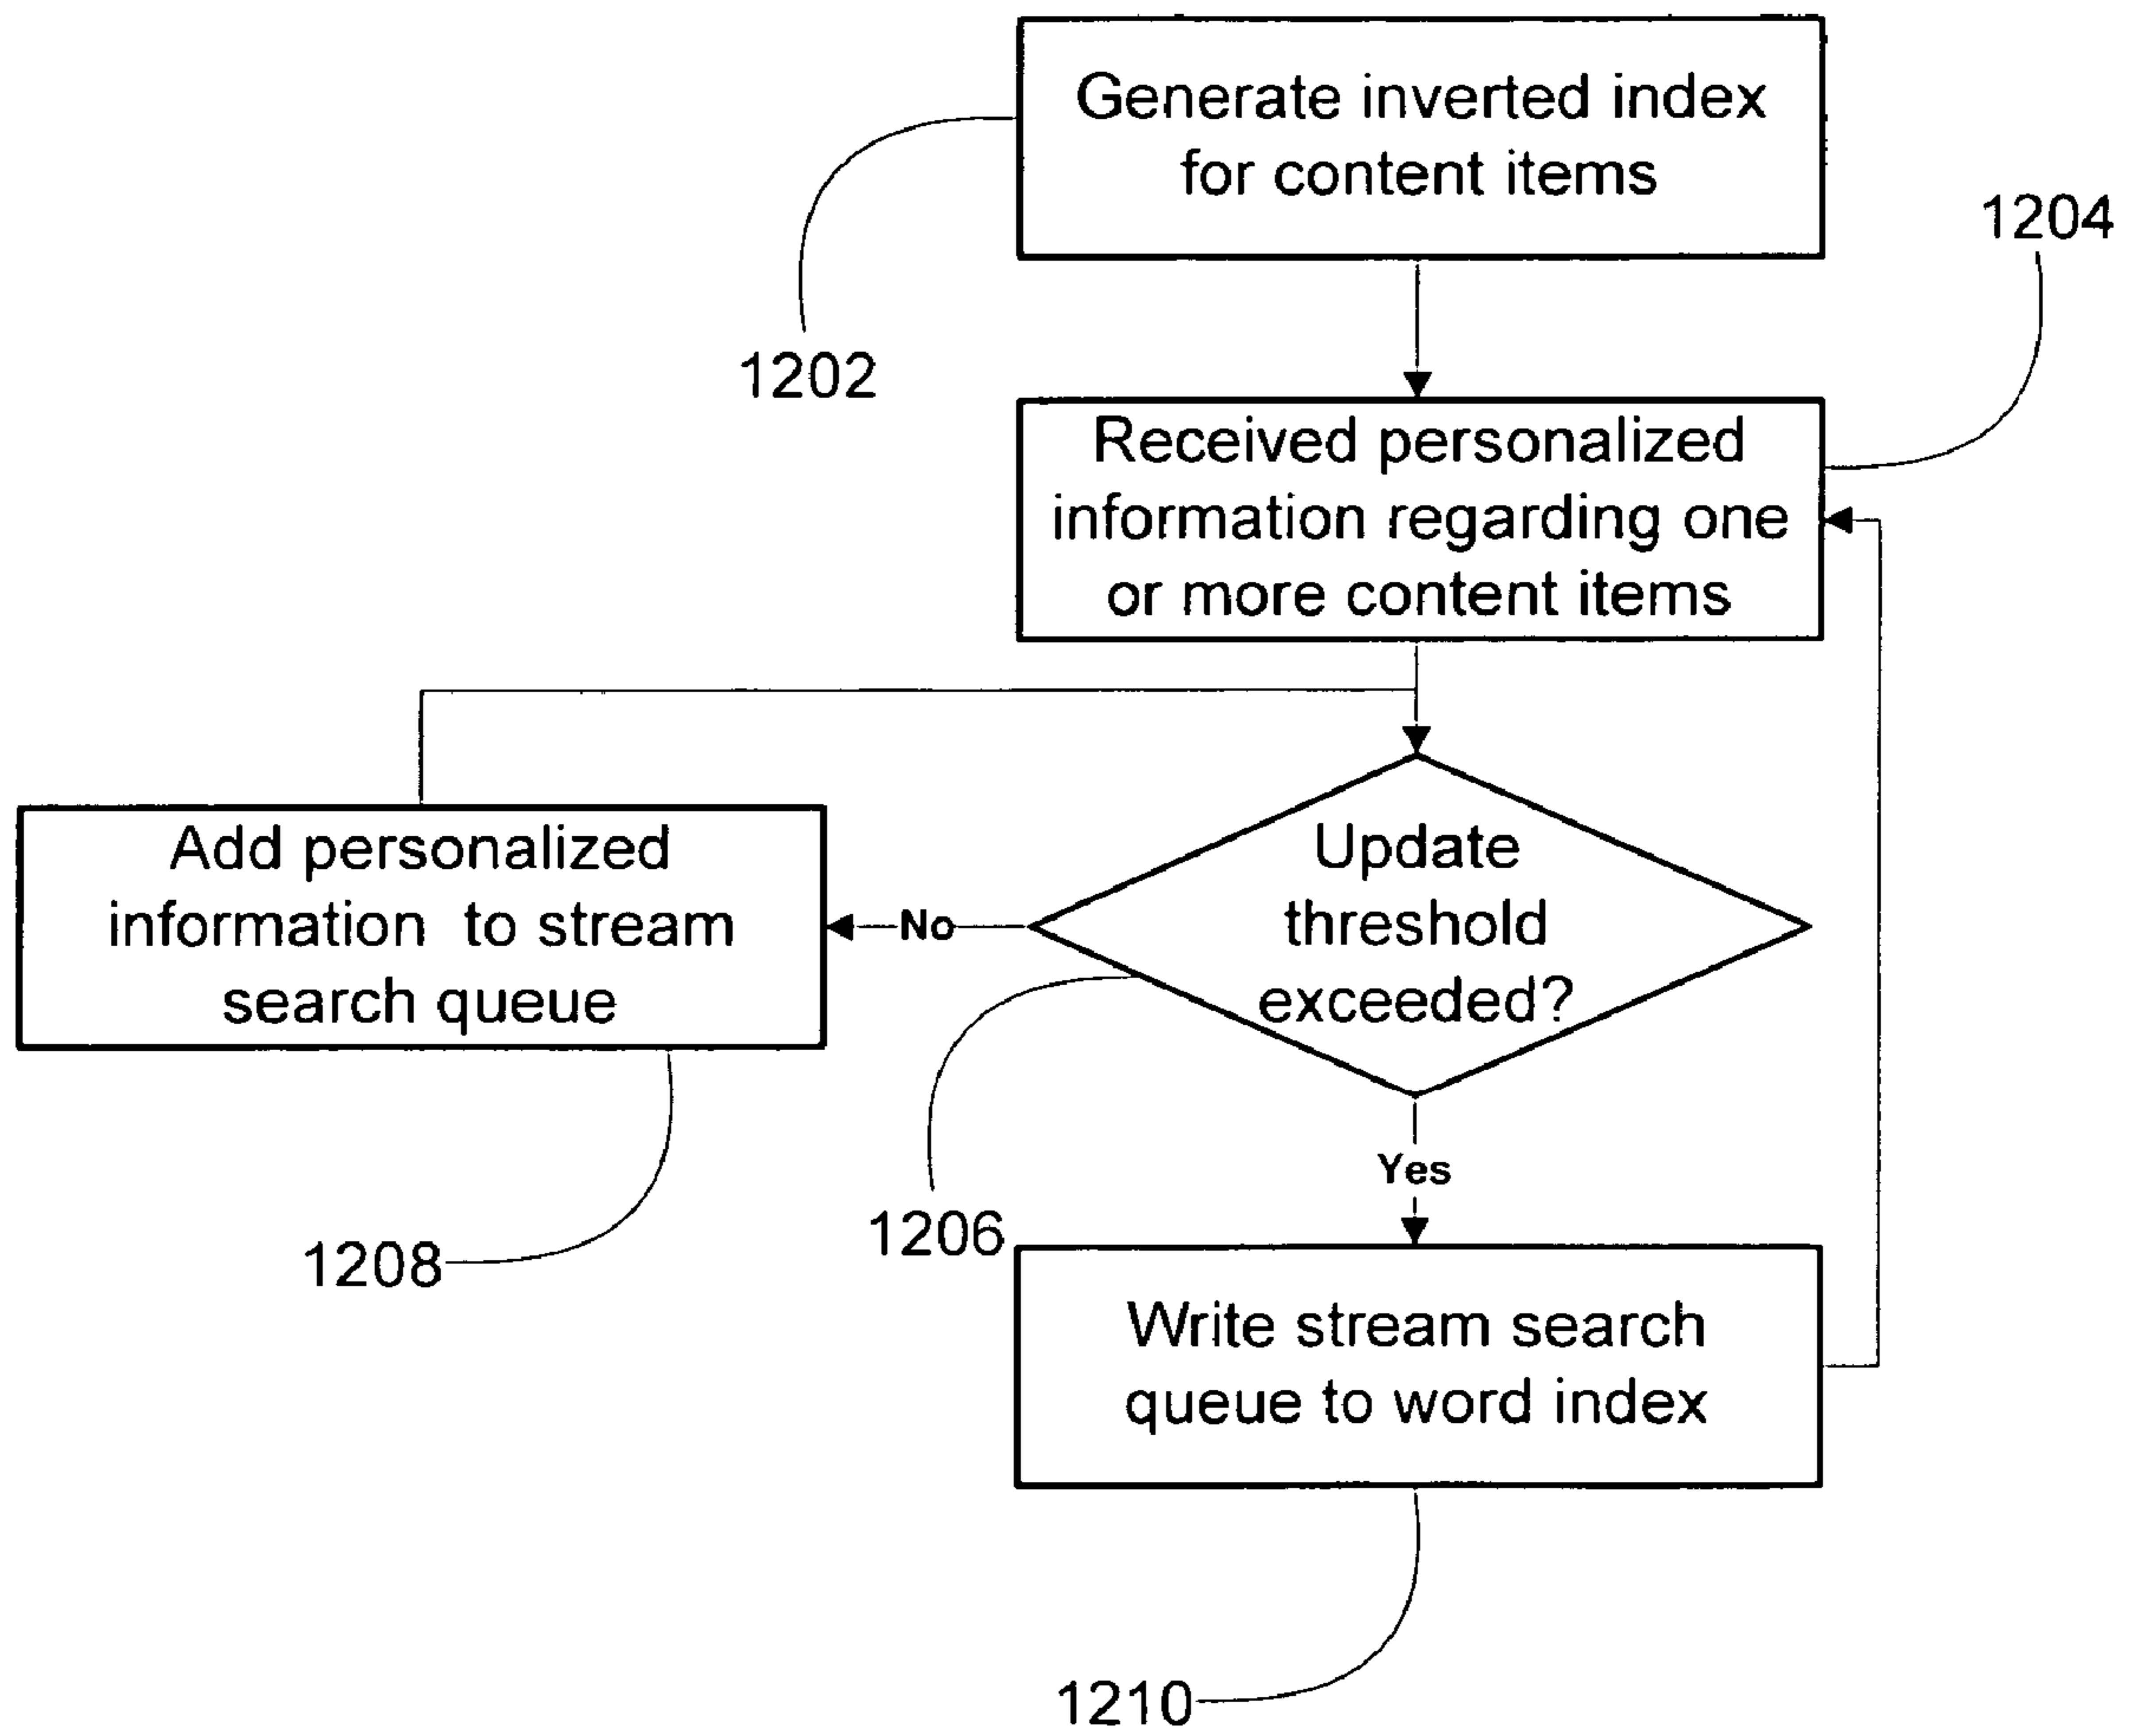 Generate inverted index
for content items
1204
1202
Received personalized
information regarding one
or more content items
Update
threshold
exceeded?
No
Add personalized
information to stream
search queue
Yes
1206
1208
Write stream search
queue to word index
1210